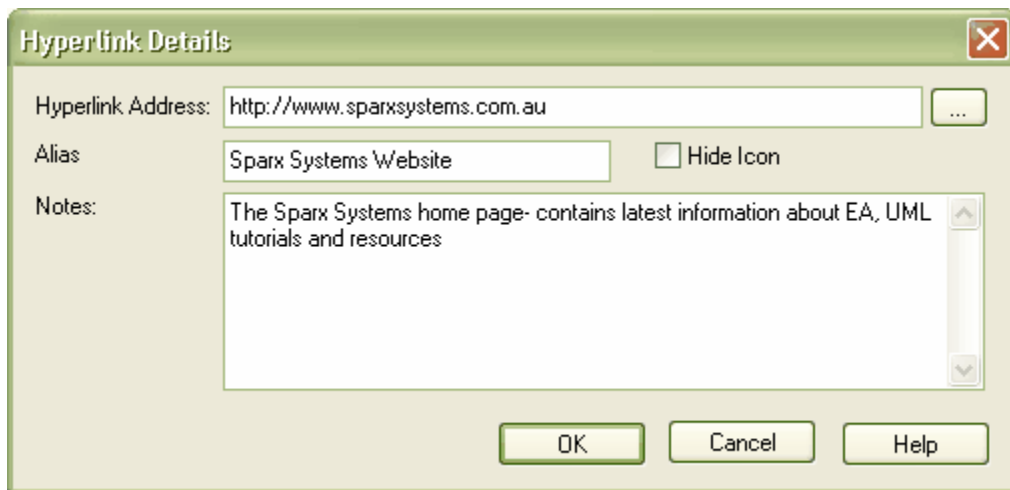 Hyperlink Details
Hyperlink Address: http://www.sparxsystems.com.au ...
Alias Sparx Systems Website Hide Icon
Notes: The Sparx Systems home page- contains latest information about EA, UML
tutorials and resources
OK Cancel Help